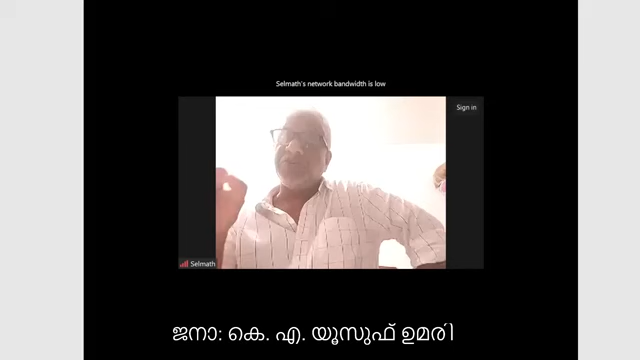 Selmath's network bandwidth is low
Sign in
Selmath
ജനാ: കെ. എ. യൂസുഫ് ഉമരി